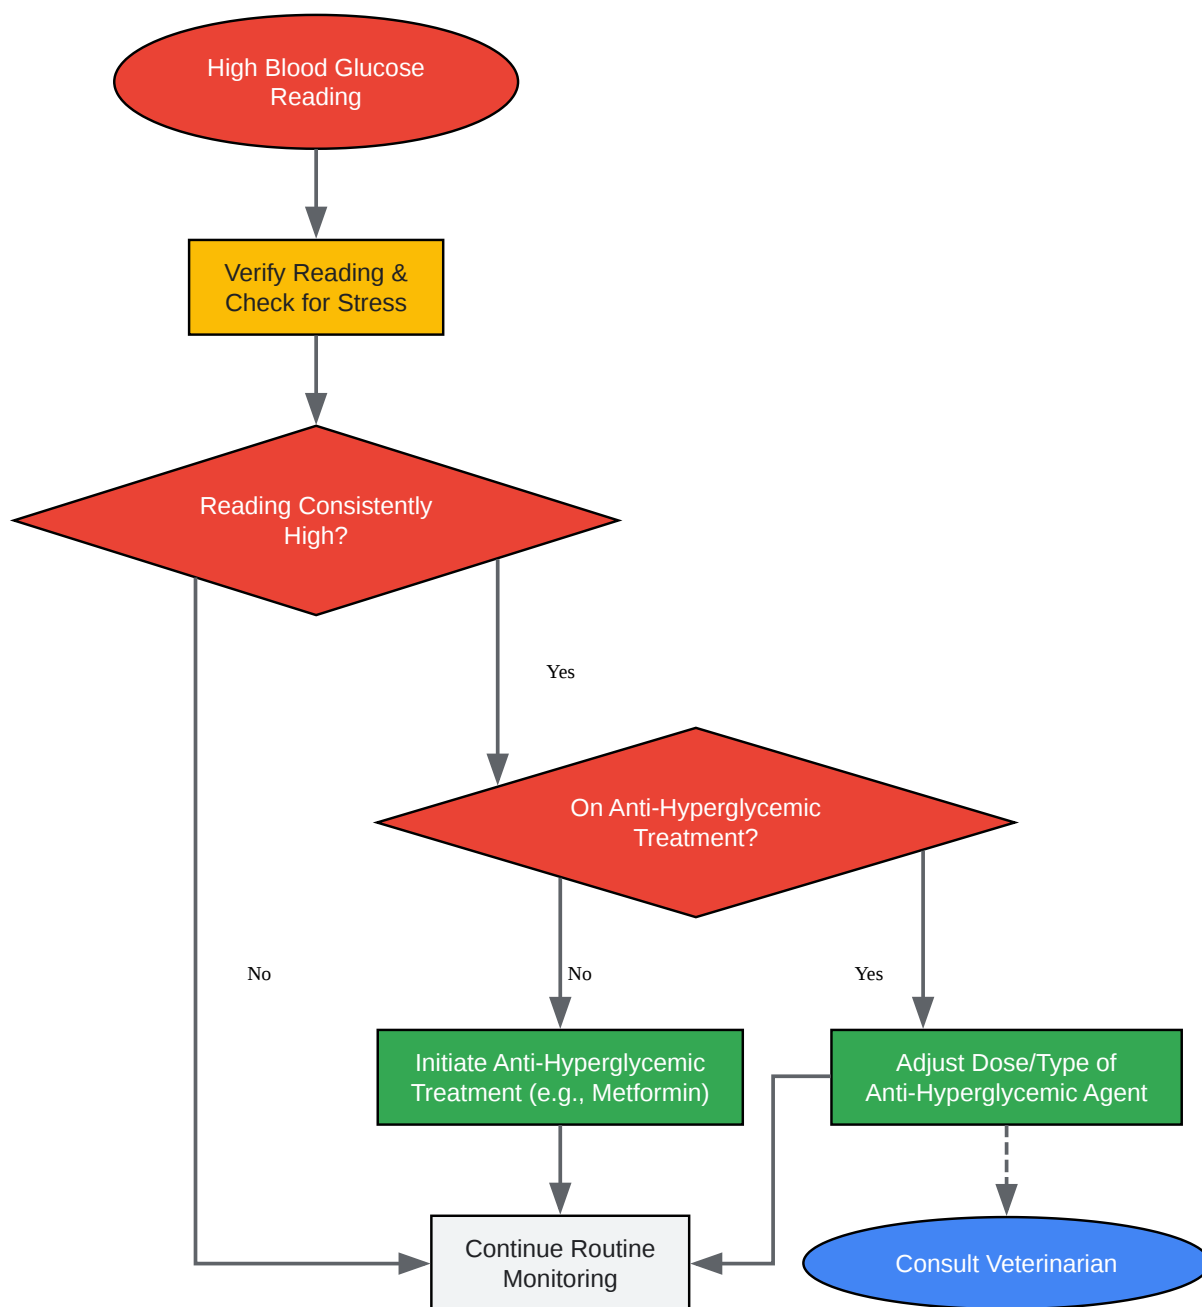 High Blood Glucose
Reading
Verify Reading &
Check for Stress
Reading Consistently
High?
Yes
On Anti-Hyperglycemic
Treatment?
No
No
Yes
Initiate Anti-Hyperglycemic
Treatment (e.g., Metformin)
Adjust Dose/Type of
Anti-Hyperglycemic Agent
Continue Routine
Monitoring
Consult Veterinarian